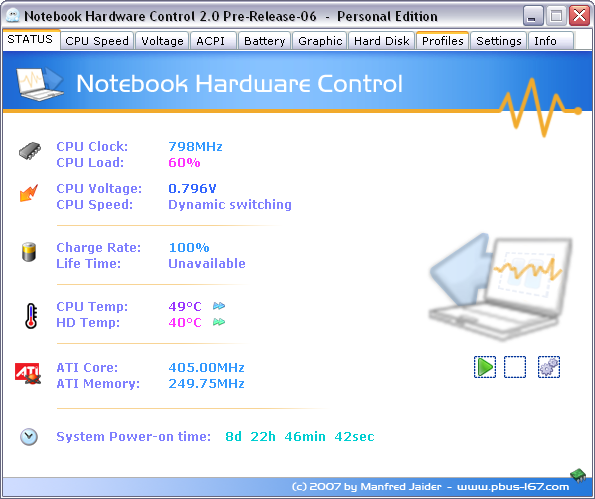 Notebook Hardware Control 2.0 Pre-Release-06 - Personal Edition
STATUS CPU Speed Voltage ACPI Battery Graphic Hard Disk Profiles Settings Info
Notebook Hardware Control
CPU Clock: 798MHz
CPU Load: 60%
CPU Voltage: 0.796V
CPU Speed: Dynamic switching
Charge Rate: 100%
Life Time: Unavailable
CPU Temp: 49°C
HD Temp: 40°C
ATI
ATI Core: 405.00MHz
ATI Memory: 249.75MHz
System Power-on time: 8d 22h 46min 42sec
(c) 2007 by Manfred Jaider - www.pbus-167.com